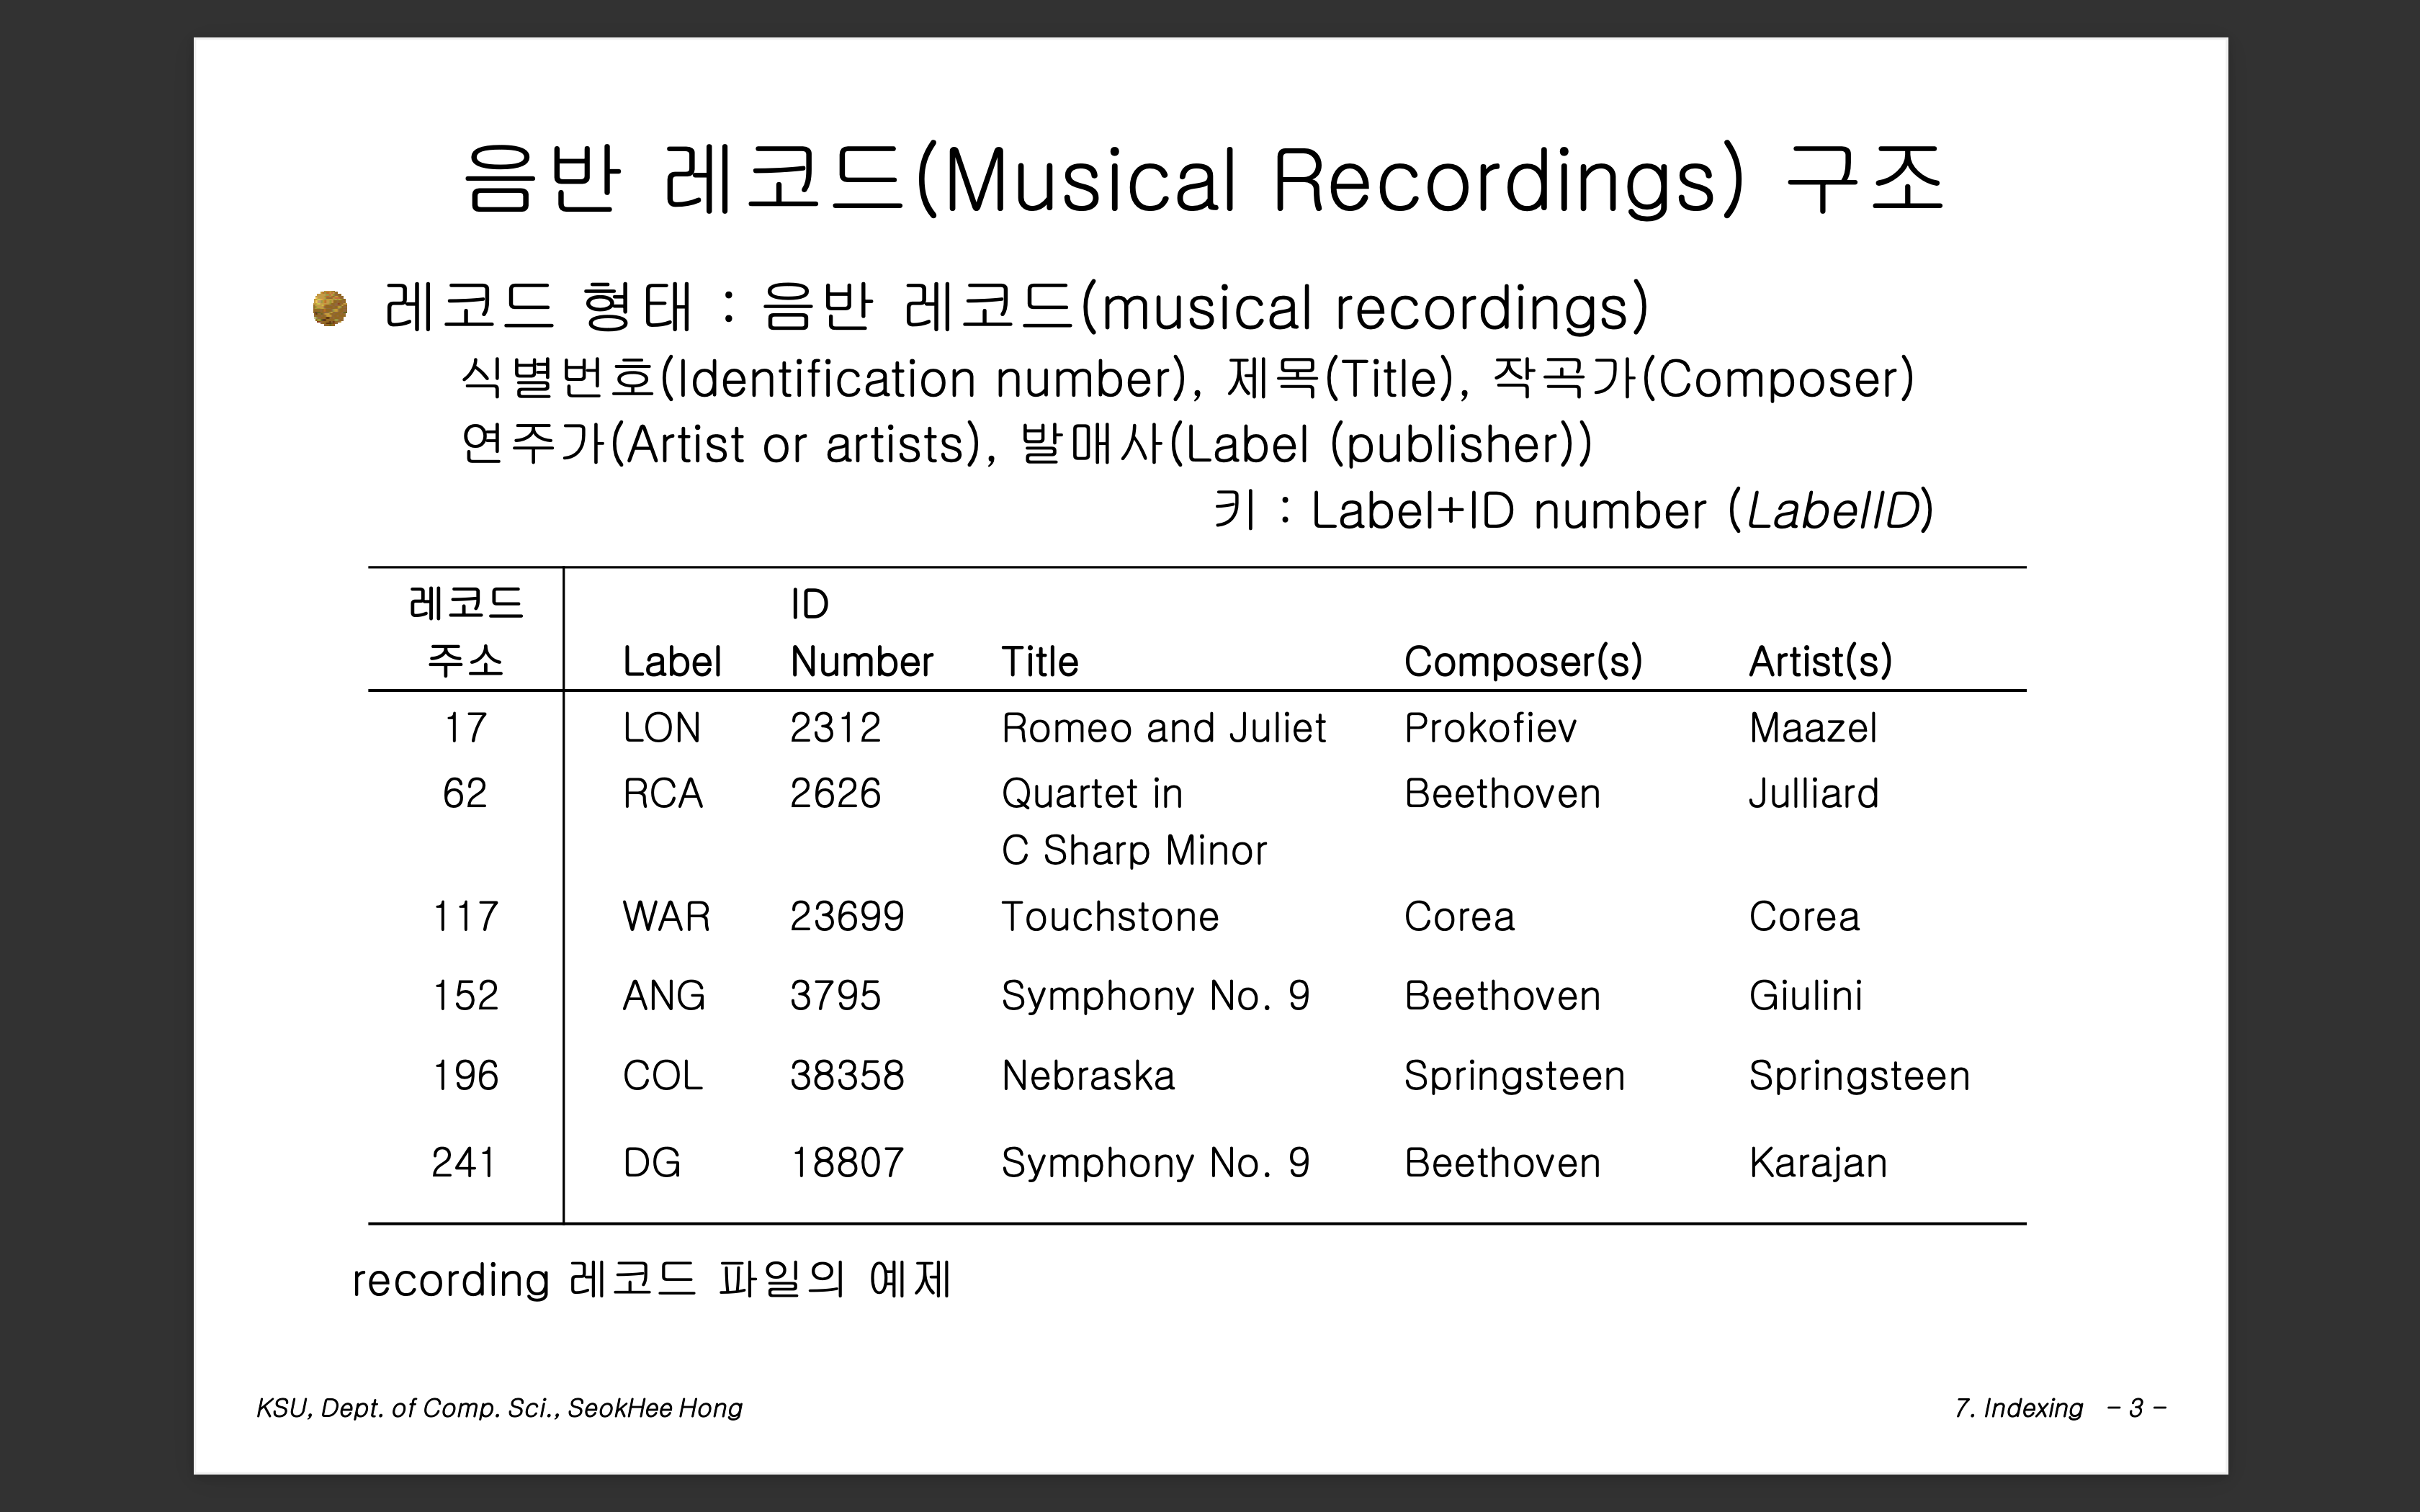 음반 레코드(Musical Recordings) 구조
레코드 형태 : 음반 레코드(musical recordings)
식별번호(Identification number), 제목(Title), 작곡가(Composer)
연주가(Artist or artists), 발매사(Label (publisher))
키 : Label+ID number (LabelID)
레코드 주소 Label ID Number Title Composer(s) Artist(s)
17 LON 2312 Romeo and Juliet Prokofiev Maazel
62 RCA 2626 Quartet in Beethoven Julliard
C Sharp Minor
117 WAR 23699 Touchstone Corea Corea
152 ANG 3795 Symphony No. 9 Beethoven Giulini
196 COL 38358 Nebraska Springsteen Springsteen
241 DG 18807 Symphony No. 9 Beethoven Karajan
recording 레코드 파일의 예제
KSU, Dept. of Comp. Sci., SeokHee Hong 7. Indexing - 3 -